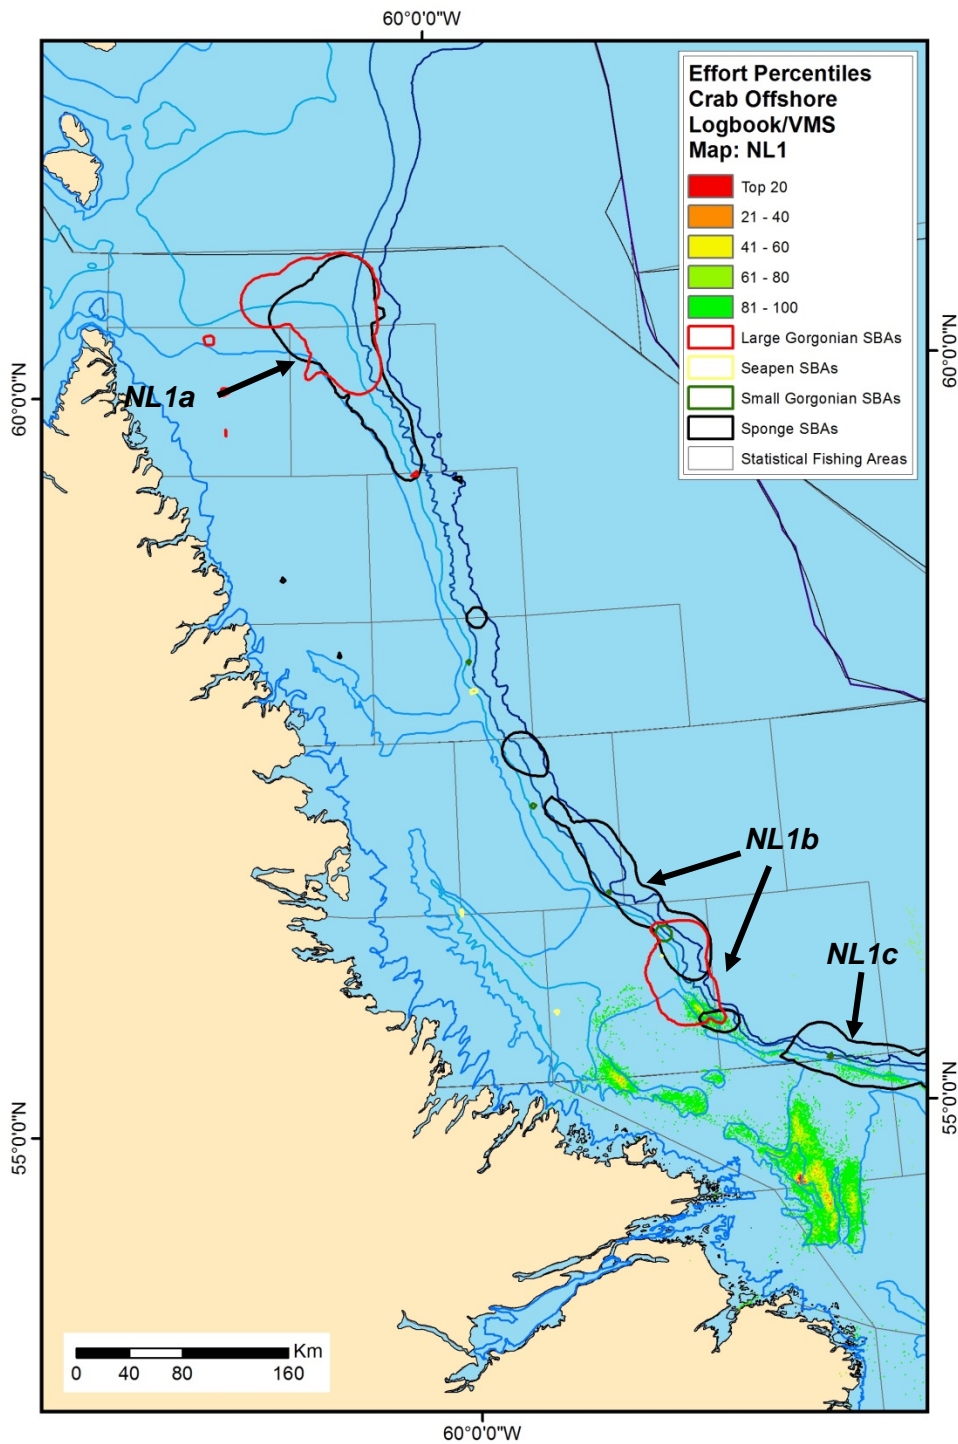 60°0'0"W
Effort Percentiles
Crab Offshore
Logbook/VMS
Map: NL1
Top 20
21 - 40
41 - 60
61 - 80
81 - 100
Large Gorgonian SBAs
Seapen SBAs
Small Gorgonian SBAs
Sponge SBAs
Statistical Fishing Areas
60°0'0"N
60°0'0"N
NL1a
NL1b
NL1c
55°0'0"N
55°0'0"N
Km
0 40 80 160
60°0'0"W